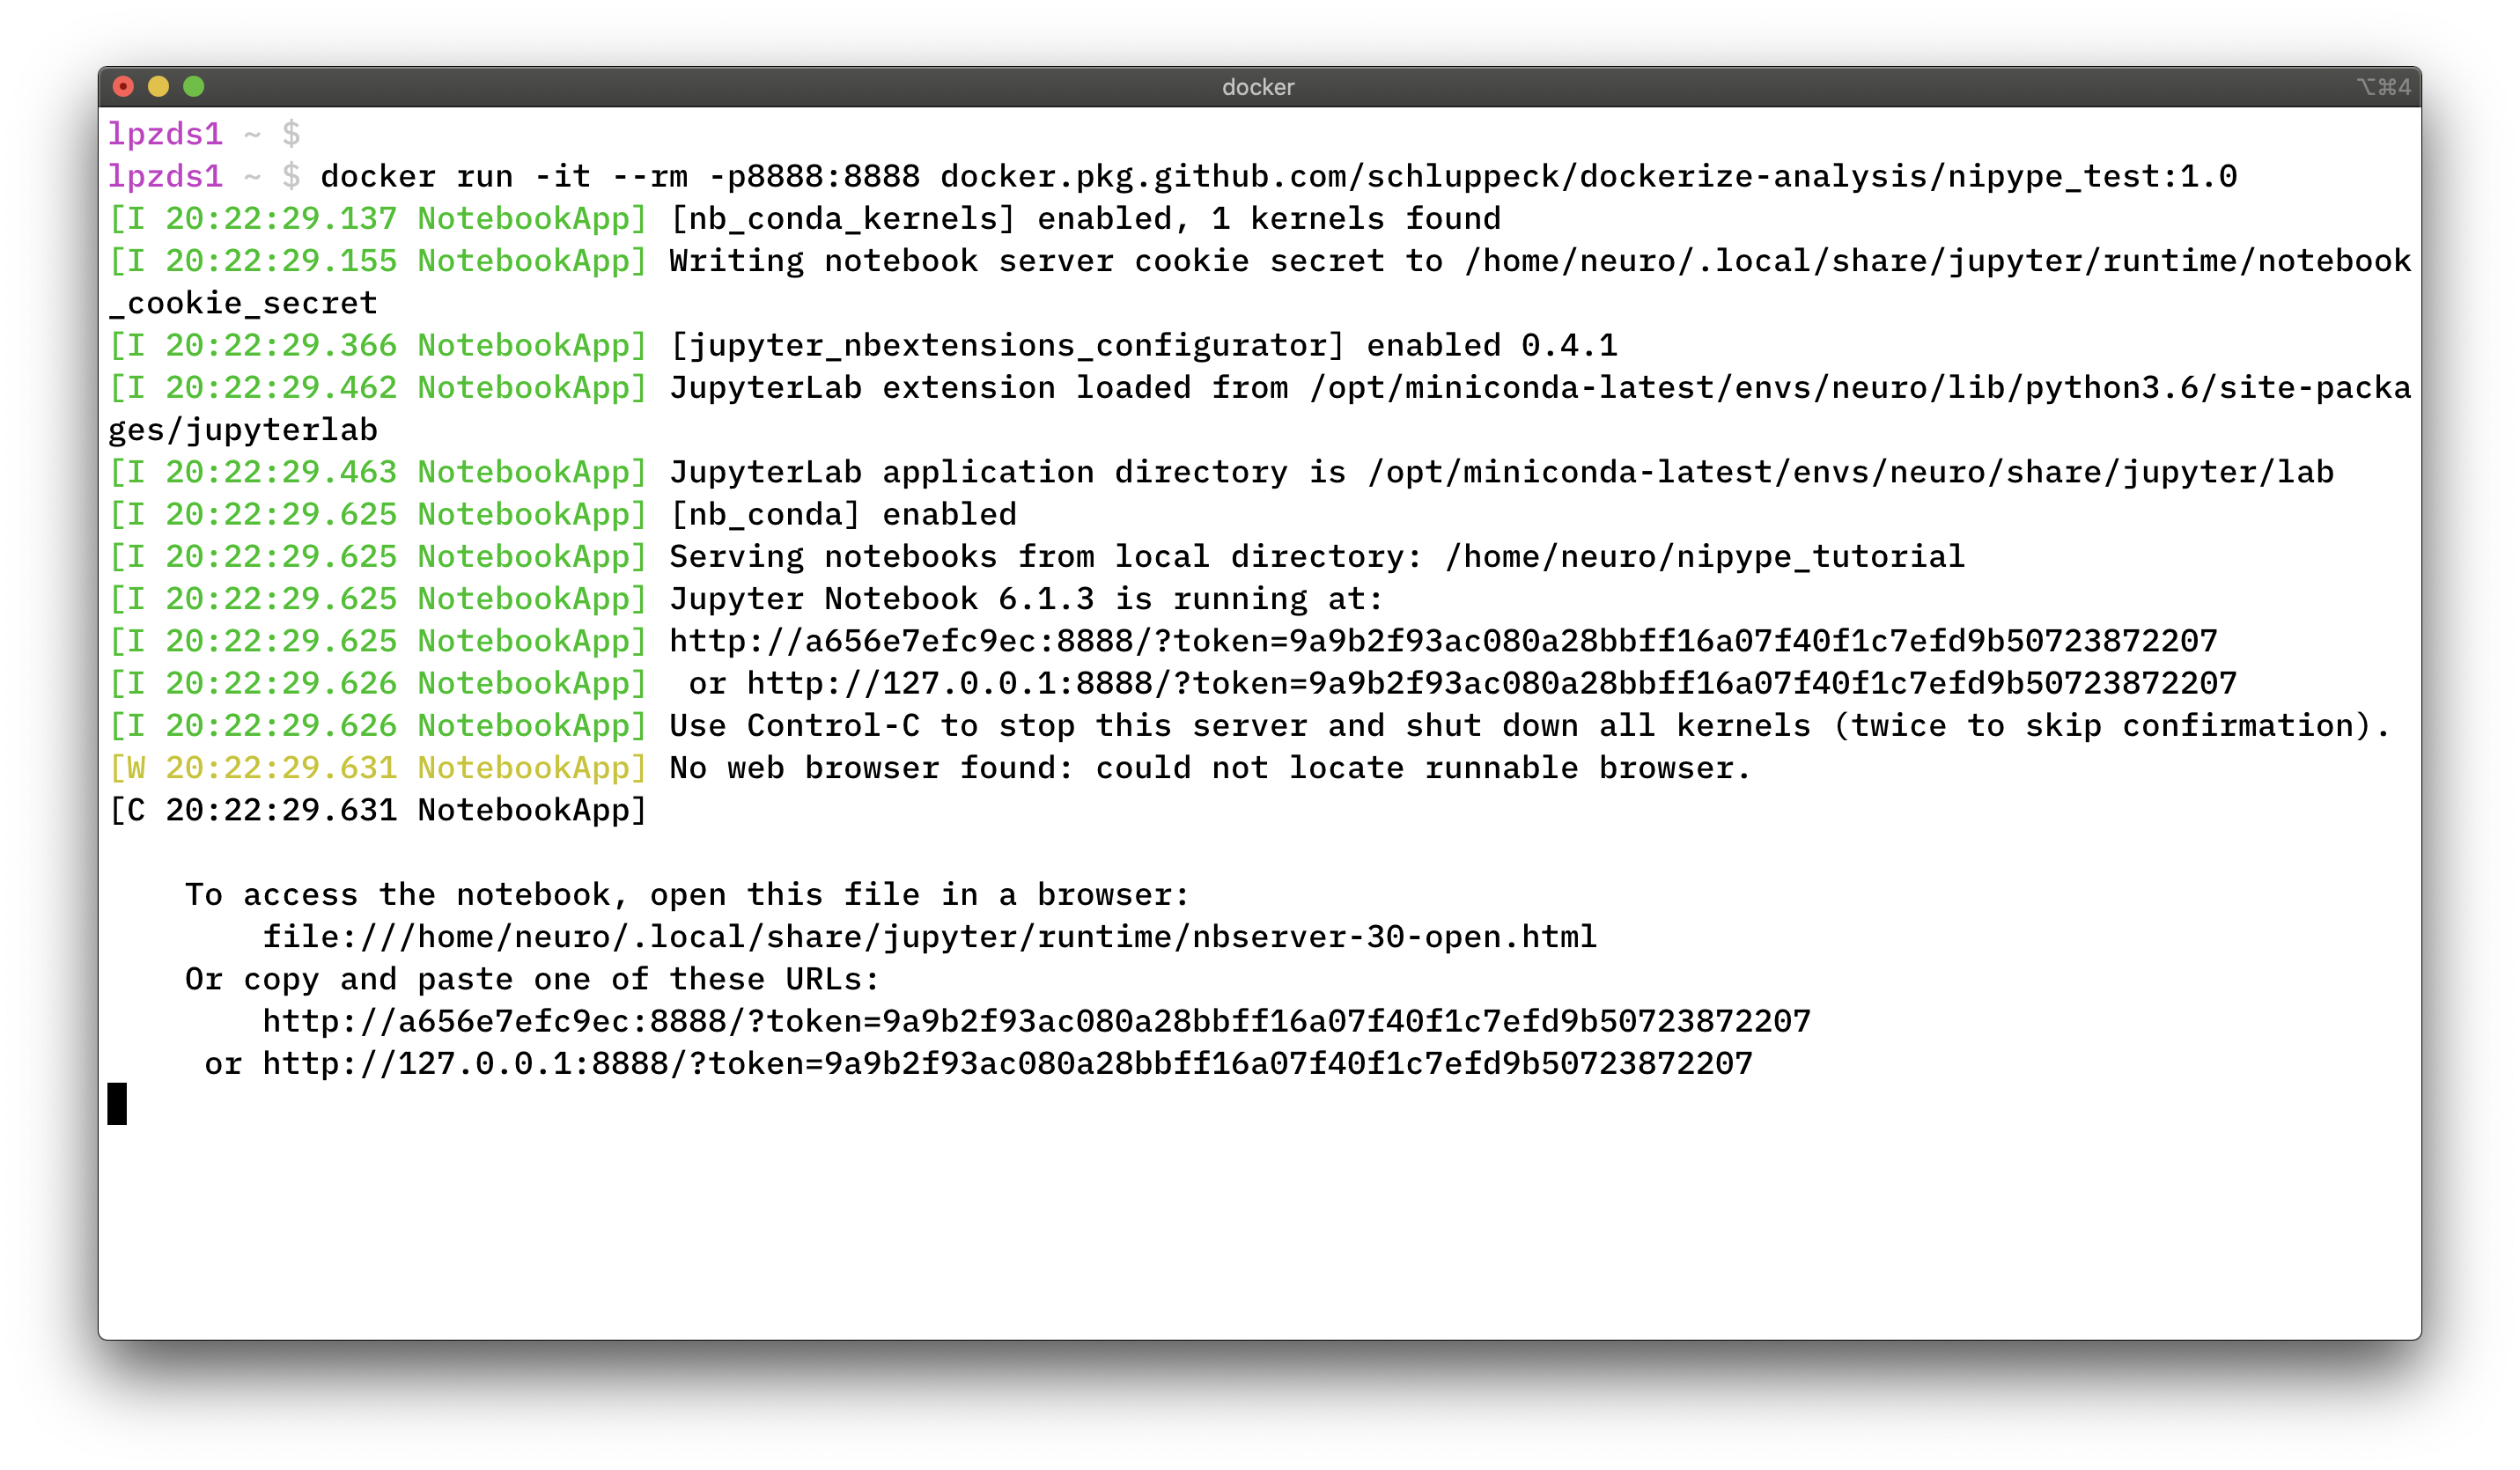 docker
⌥⌘4
lpzds1 ~ $
lpzds1 ~ $ docker run -it --rm -p8888:8888 docker.pkg.github.com/schluppeck/dockerize-analysis/nipype_test:1.0
[I 20:22:29.137 NotebookApp] [nb_conda_kernels] enabled, 1 kernels found
[I 20:22:29.155 NotebookApp] Writing notebook server cookie secret to /home/neuro/.local/share/jupyter/runtime/notebook
_cookie_secret
[I 20:22:29.366 NotebookApp] [jupyter_nbextensions_configurator] enabled 0.4.1
[I 20:22:29.462 NotebookApp] JupyterLab extension loaded from /opt/miniconda-latest/envs/neuro/lib/python3.6/site-packa
ges/jupyterlab
[I 20:22:29.463 NotebookApp] JupyterLab application directory is /opt/miniconda-latest/envs/neuro/share/jupyter/lab
[I 20:22:29.625 NotebookApp] [nb_conda] enabled
[I 20:22:29.625 NotebookApp] Serving notebooks from local directory: /home/neuro/nipype_tutorial
[I 20:22:29.625 NotebookApp] Jupyter Notebook 6.1.3 is running at:
[I 20:22:29.625 NotebookApp] http://a656e7efc9ec:8888/?token=9a9b2f93ac080a28bbff16a07f40f1c7efd9b50723872207
[I 20:22:29.626 NotebookApp]  or http://127.0.0.1:8888/?token=9a9b2f93ac080a28bbff16a07f40f1c7efd9b50723872207
[I 20:22:29.626 NotebookApp] Use Control-C to stop this server and shut down all kernels (twice to skip confirmation).
[W 20:22:29.631 NotebookApp] No web browser found: could not locate runnable browser.
[C 20:22:29.631 NotebookApp]
To access the notebook, open this file in a browser:
file:///home/neuro/.local/share/jupyter/runtime/nbserver-30-open.html
Or copy and paste one of these URLs:
http://a656e7efc9ec:8888/?token=9a9b2f93ac080a28bbff16a07f40f1c7efd9b50723872207
or http://127.0.0.1:8888/?token=9a9b2f93ac080a28bbff16a07f40f1c7efd9b50723872207